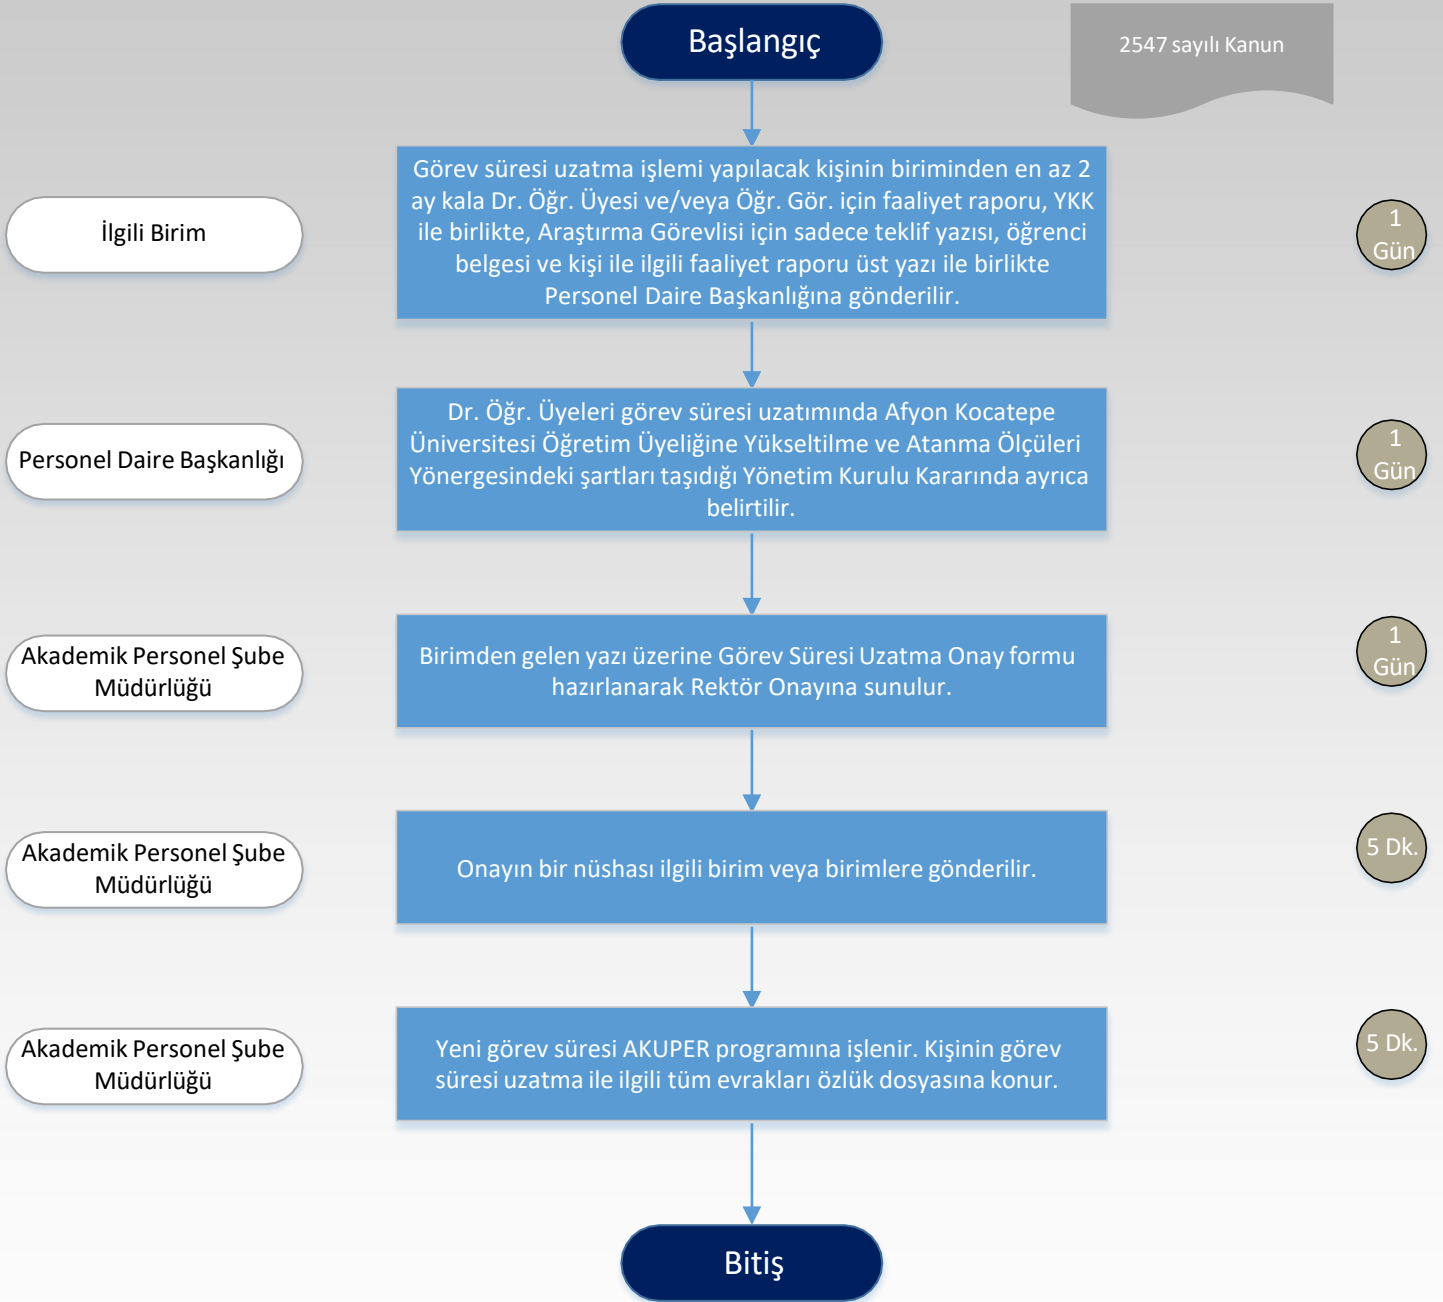 Başlangıç
2547 sayılı Kanun
İlgili Birim
Görev süresi uzatma işlemi yapılacak kişinin biriminden en az 2
ay kala Dr. Öğr. Üyesi ve/veya Öğr. Gör. için faaliyet raporu, YKK
ile birlikte, Araştırma Görevlisi için sadece teklif yazısı, öğrenci
belgesi ve kişi ile ilgili faaliyet raporu üst yazı ile birlikte
Personel Daire Başkanlığına gönderilir.
1
Gün
Personel Daire Başkanlığı
Dr. Öğr. Üyeleri görev süresi uzatımında Afyon Kocatepe
Üniversitesi Öğretim Üyeliğine Yükseltilme ve Atanma Ölçüleri
Yönergesindeki şartları taşıdığı Yönetim Kurulu Kararında ayrıca
belirtilir.
1
Gün
Akademik Personel Şube
Müdürlüğü
Birimden gelen yazı üzerine Görev Süresi Uzatma Onay formu
hazırlanarak Rektör Onayına sunulur.
1
Gün
Akademik Personel Şube
Müdürlüğü
Onayın bir nüshası ilgili birim veya birimlere gönderilir.
5 Dk.
Akademik Personel Şube
Müdürlüğü
Yeni görev süresi AKUPER programına işlenir. Kişinin görev
süresi uzatma ile ilgili tüm evrakları özlük dosyasına konur.
5 Dk.
Bitiş